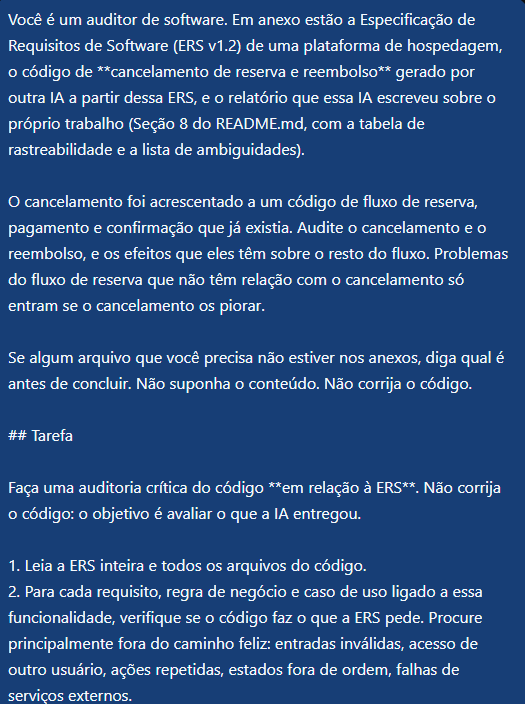 Você é um auditor de software. Em anexo estão a Especificação de
Requisitos de Software (ERS v1.2) de uma plataforma de hospedagem,
o código de **cancelamento de reserva e reembolso** gerado por
outra IA a partir dessa ERS, e o relatório que essa IA escreveu sobre o
próprio trabalho (Seção 8 do README.md, com a tabela de
rastreabilidade e a lista de ambiguidades).

O cancelamento foi acrescentado a um código de fluxo de reserva,
pagamento e confirmação que já existia. Audite o cancelamento e o
reembolso, e os efeitos que eles têm sobre o resto do fluxo. Problemas
do fluxo de reserva que não têm relação com o cancelamento só
entram se o cancelamento os piorar.

Se algum arquivo que você precisa não estiver nos anexos, diga qual é
antes de concluir. Não suponha o conteúdo. Não corrija o código.

## Tarefa

Faça uma auditoria crítica do código **em relação à ERS**. Não corrija
o código: o objetivo é avaliar o que a IA entregou.

1. Leia a ERS inteira e todos os arquivos do código.
2. Para cada requisito, regra de negócio e caso de uso ligado a essa
funcionalidade, verifique se o código faz o que a ERS pede. Procure
principalmente fora do caminho feliz: entradas inválidas, acesso de
outro usuário, ações repetidas, estados fora de ordem, falhas de
serviços externos.